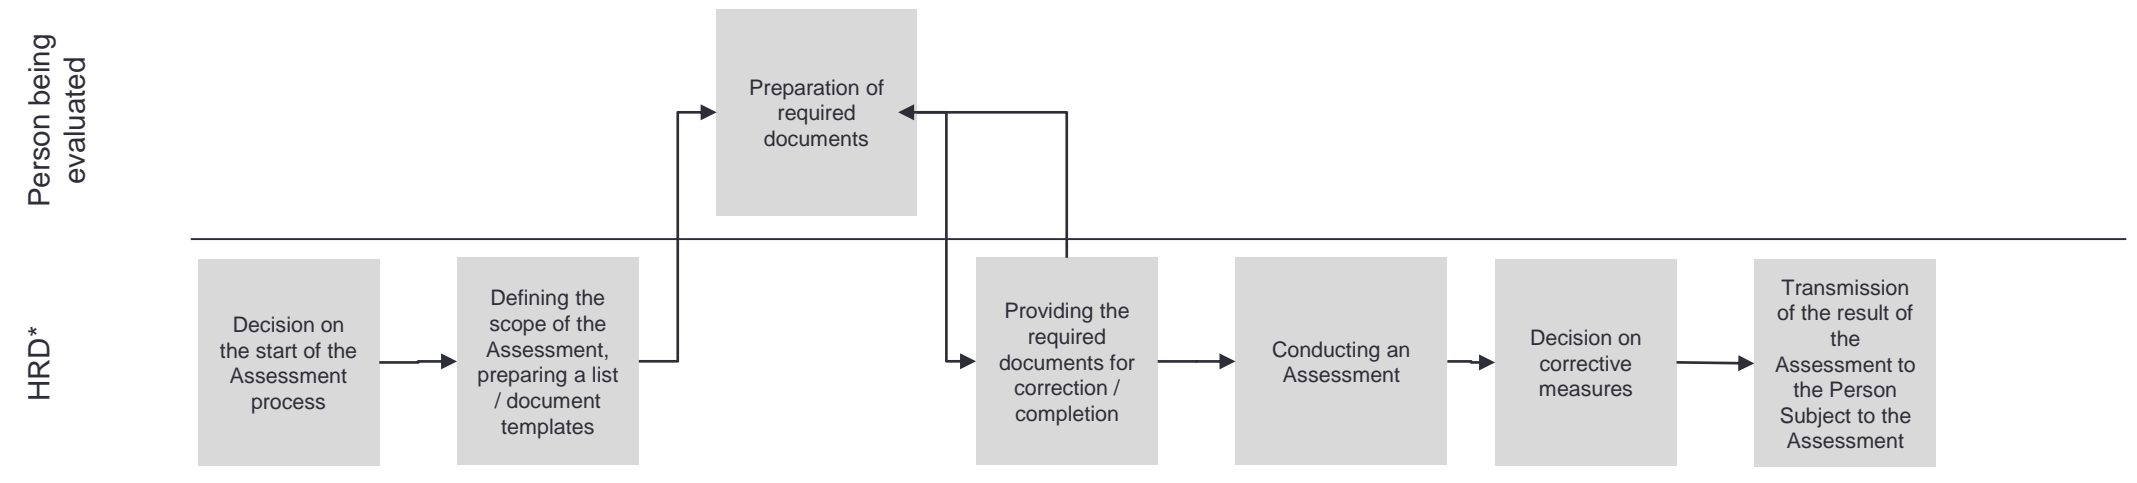 Person being
evaluated
Preparation of
required
documents
HRD*
Decision on
the start of the
Assessment
process
Defining the
scope of the
Assessment,
preparing a list
/ document
templates
Providing the
required
documents for
correction /
completion
Conducting an
Assessment
Decision on
corrective
measures
Transmission
of the result of
the
Assessment to
the Person
Subject to the
Assessment